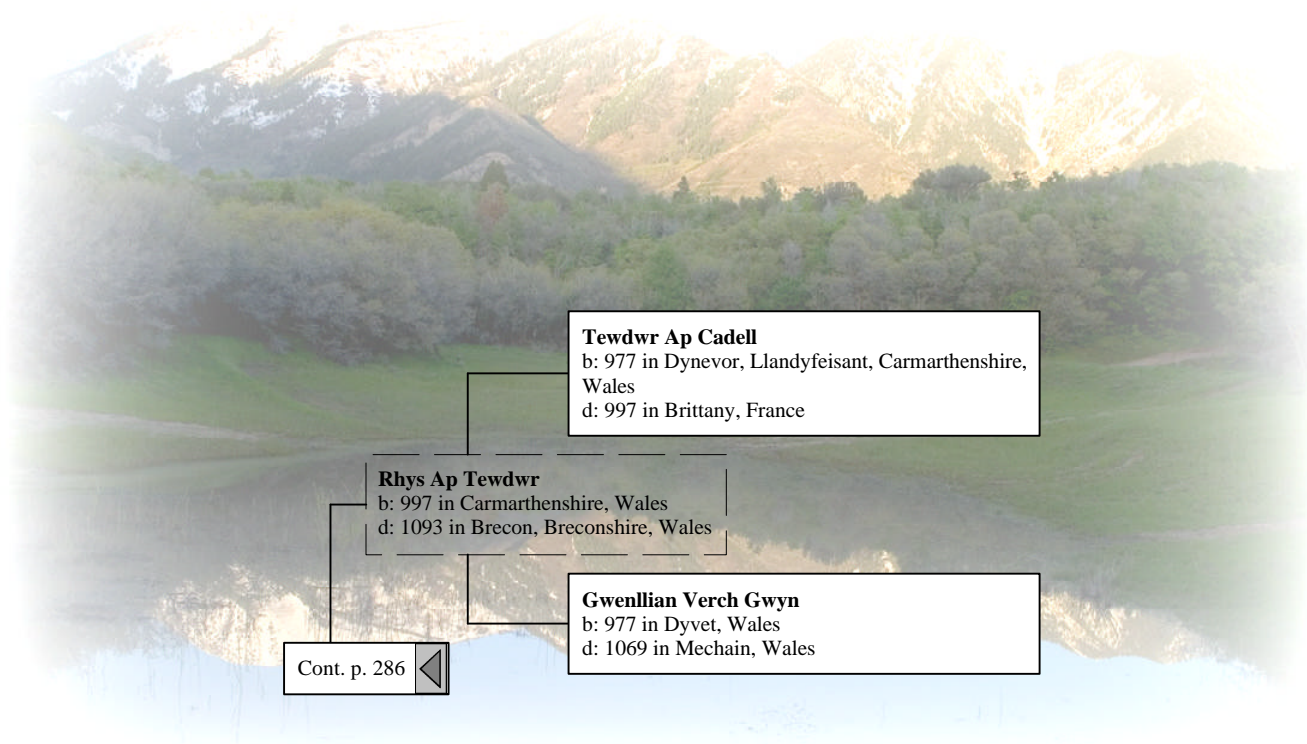 Tewdwr Ap Cadell
b: 977 in Dynevor, Llandyfeisant, Carmarthenshire,
Wales
d: 997 in Brittany, France
Rhys Ap Tewdwr
b: 997 in Carmarthenshire, Wales
d: 1093 in Brecon, Breconshire, Wales
Gwenllian Verch Gwyn
b: 977 in Dyvet, Wales
d: 1069 in Mechain, Wales
Cont. p. 286